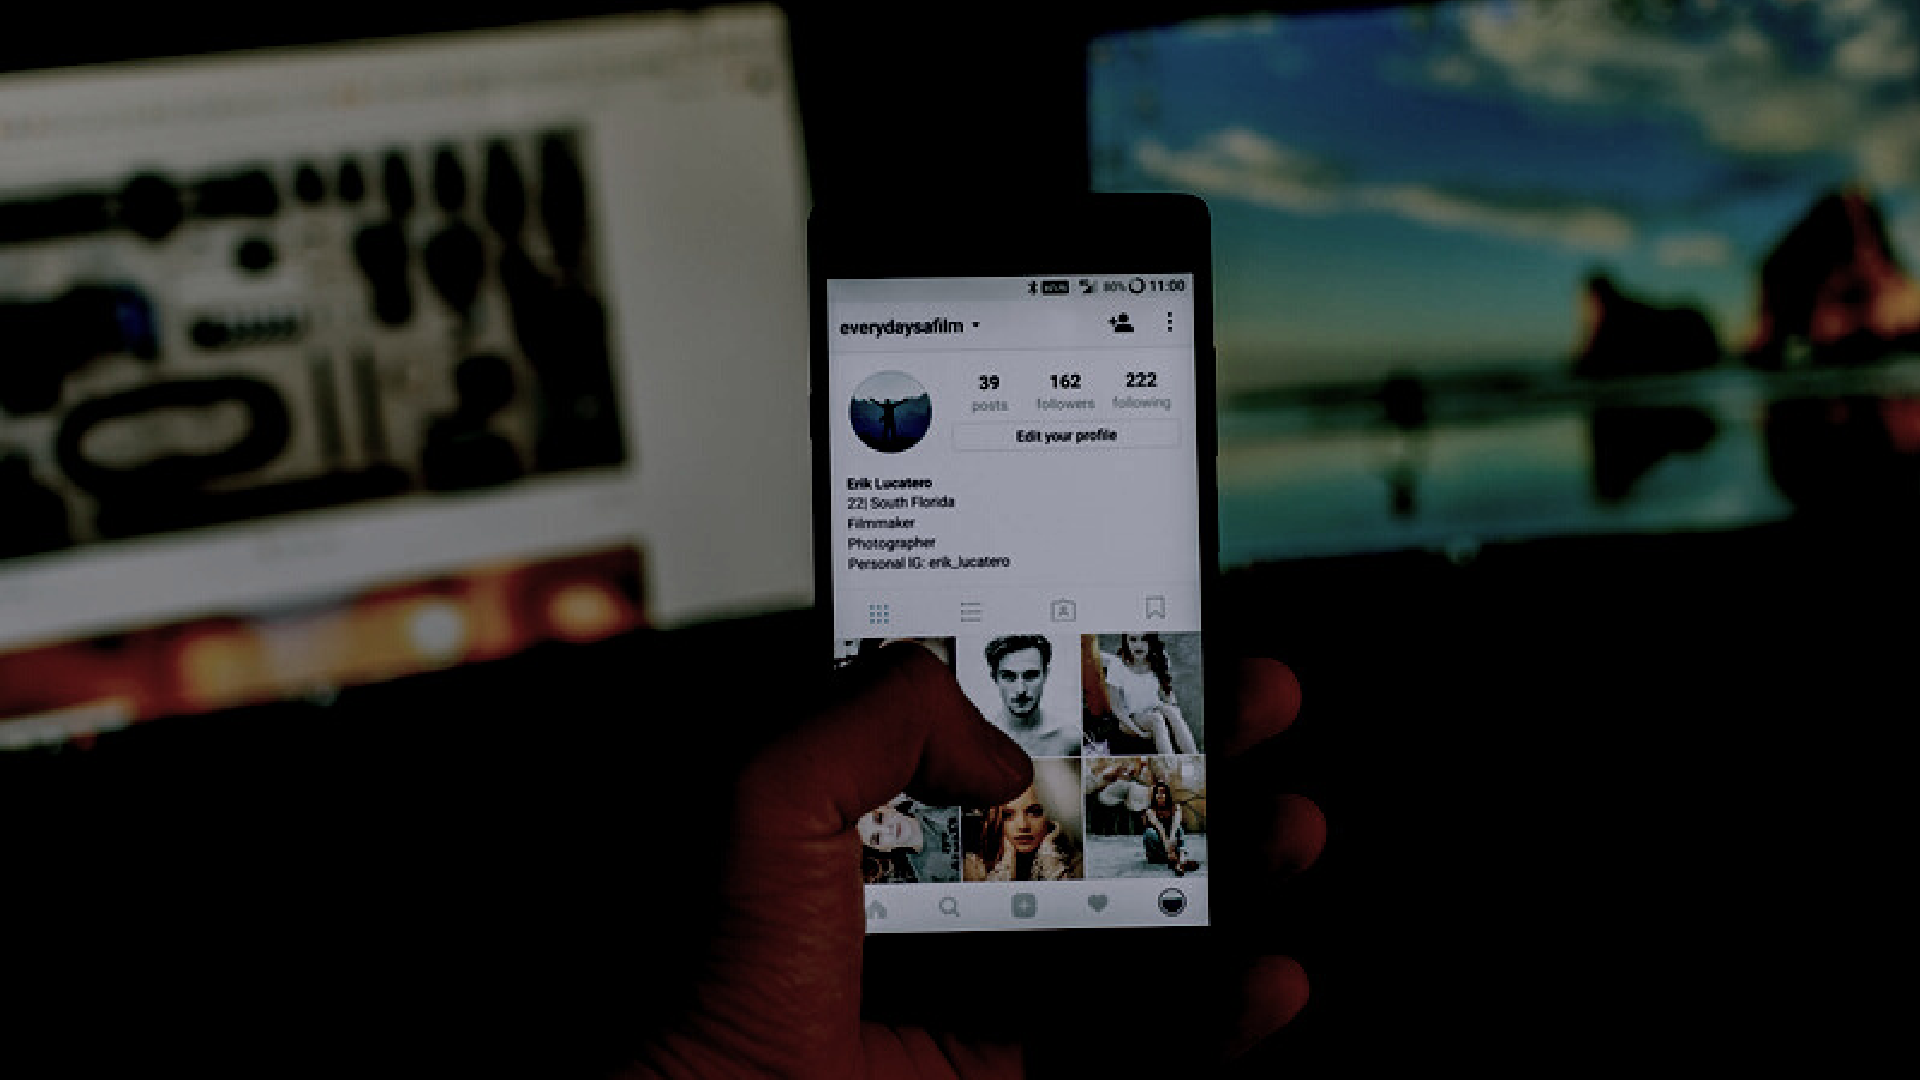 80% 11:00
everydaysafilm
39 162 222
posts followers following
Edit your profile
Erik Lucatero
22| South Florida
Filmmaker
Photographer
Personal IG: erik_lucatero